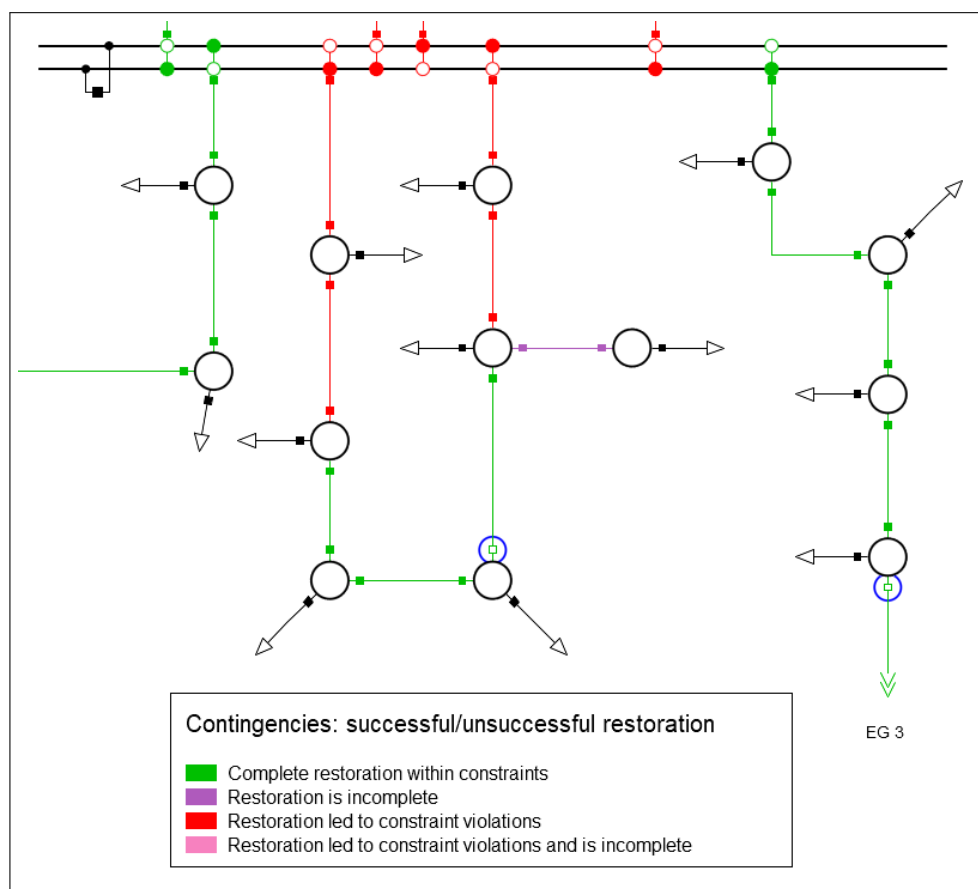 EG 3
Contingencies: successful/unsuccessful restoration
Complete restoration within constraints
Restoration is incomplete
Restoration led to constraint violations
Restoration led to constraint violations and is incomplete